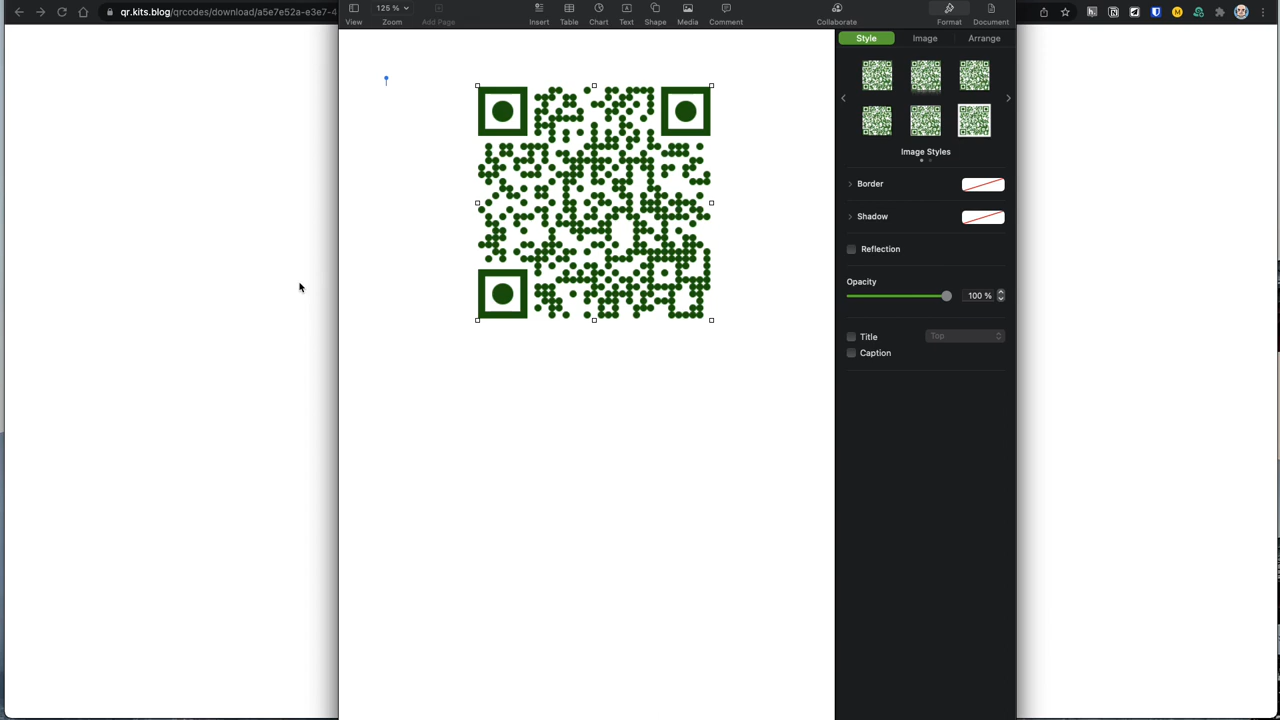 qr.kits.blog/qrcodes/download/a5e7e52a-e3e7-4
125 %
View
Zoom
Add Page
Insert
Table
Chart
Text
Shape
Media
Comment
Collaborate
Format
Document
Style
Image
Arrange
Image Styles
Border
Shadow
Reflection
Opacity
100 %
Title
Top
Caption